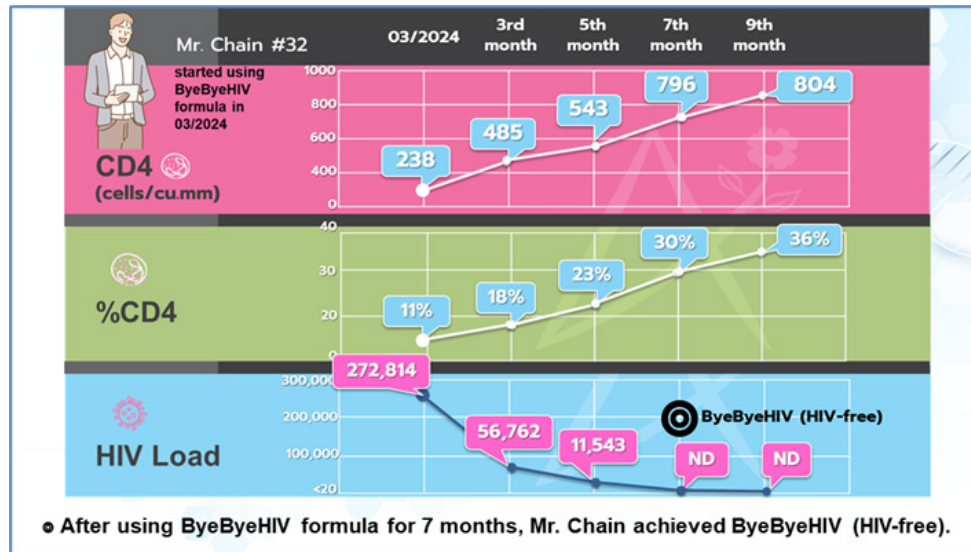 Mr. Chain #32
03/2024
3rd month
5th month
7th month
9th month
started using
ByeByeHIV
formula in
03/2024
CD4
(cells/cu.mm)
1000
800
600
400
0
238
485
543
796
804
%CD4
40
30
20
0
11%
18%
23%
30%
36%
HIV Load
300,000
200,000
100,000
<20
272,814
56,762
11,543
ND
ND
ByeByeHIV (HIV-free)
After using ByeByeHIV formula for 7 months, Mr. Chain achieved ByeByeHIV (HIV-free).